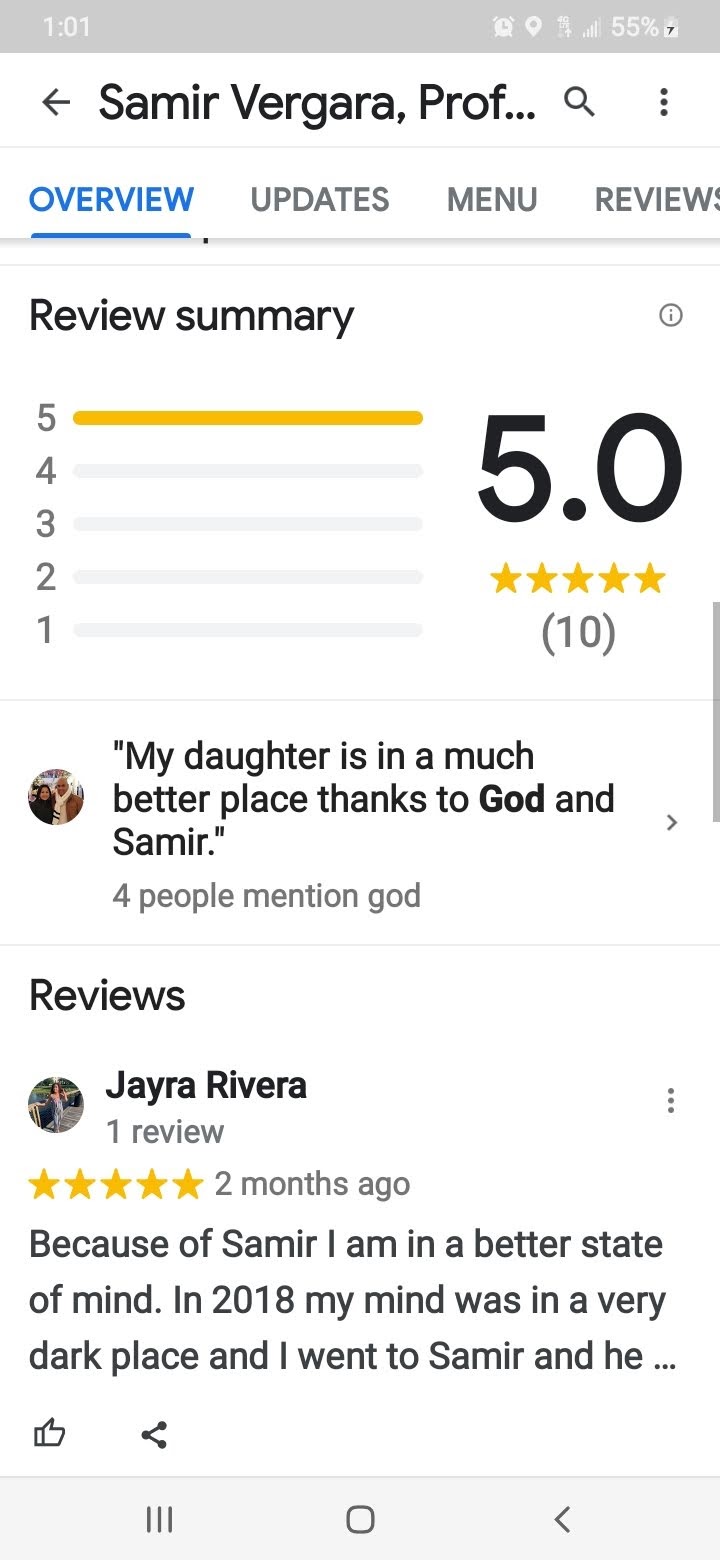 1:01 55%
Samir Vergara, Prof...
OVERVIEW UPDATES MENU REVIEWS
Review summary
5
4
3
2
1
5.0
(10)
"My daughter is in a much
better place thanks to God and
Samir."
4 people mention god
Reviews
Jayra Rivera
1 review
2 months ago
Because of Samir I am in a better state
of mind. In 2018 my mind was in a very
dark place and I went to Samir and he ...